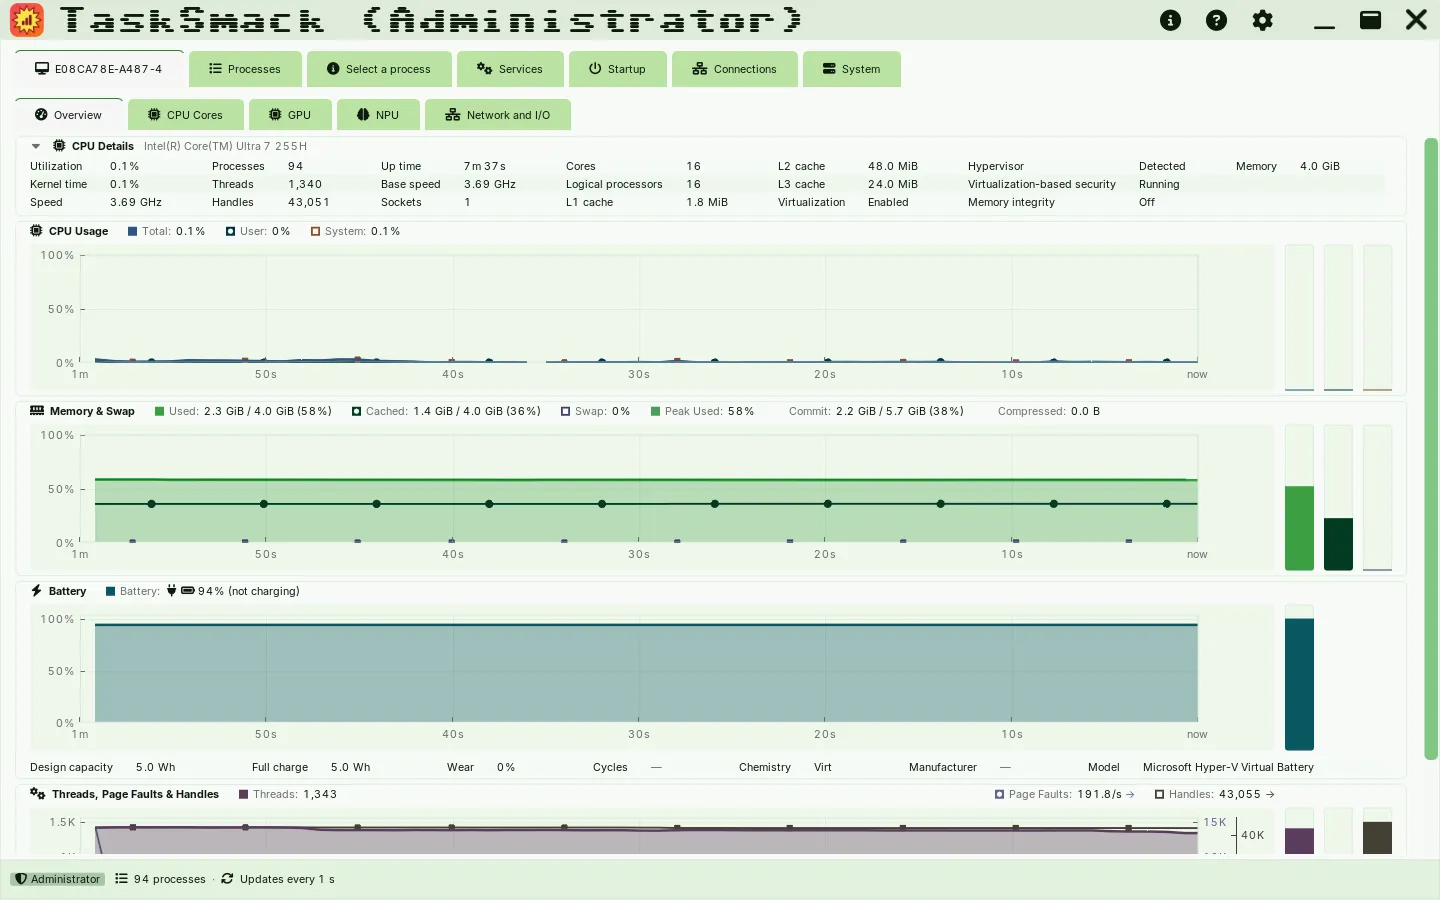 TaskSmack (Administrator)
E08CA78E-A487-4 Processes Select a process Services Startup Connections System
Overview CPU Cores GPU NPU Network and I/O
CPU Details Intel(R) Core(TM) Ultra 7 255H
Utilization 0.1% Processes 94 Up time 7m 37s Cores 16 L2 cache 48.0 MiB Hypervisor Detected Memory 4.0 GiB
Kernel time 0.1% Threads 1,340 Base speed 3.69 GHz Logical processors 16 L3 cache 24.0 MiB Virtualization-based security Running
Speed 3.69 GHz Handles 43,051 Sockets 1 L1 cache 1.8 MiB Virtualization Enabled Memory integrity Off
CPU Usage Total: 0.1% User: 0% System: 0.1%
100%
50%
0%
1m 50s 40s 30s 20s 10s now
Memory & Swap Used: 2.3 GiB / 4.0 GiB (58%) Cached: 1.4 GiB / 4.0 GiB (36%) Swap: 0% Peak Used: 58% Commit: 2.2 GiB / 5.7 GiB (38%) Compressed: 0.0 B
100%
50%
0%
1m 50s 40s 30s 20s 10s now
Battery Battery: 94% (not charging)
100%
50%
0%
1m 50s 40s 30s 20s 10s now
Design capacity 5.0 Wh Full charge 5.0 Wh Wear 0% Cycles — Chemistry Virt Manufacturer — Model Microsoft Hyper-V Virtual Battery
Threads, Page Faults & Handles Threads: 1,343 Page Faults: 191.8/s → Handles: 43,055 →
1.5K 15K
40K
Administrator 94 processes · Updates every 1 s